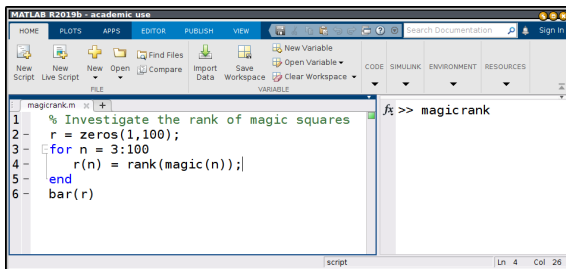 MATLAB R2019b - academic use
HOME PLOTS APPS EDITOR PUBLISH VIEW Search Documentation Sign In
New Script
New Live Script
New
Open
Find Files
Compare
Import Data
Save Workspace
New Variable
Open Variable
Clear Workspace
CODE SIMULINK ENVIRONMENT RESOURCES
FILE VARIABLE
magicrank.m × +
1 % Investigate the rank of magic squares
2 - r = zeros(1,100);
3 - for n = 3:100
4 - r(n) = rank(magic(n));
5 - end
6 - bar(r)
fx >> magicrank
script Ln 4 Col 26